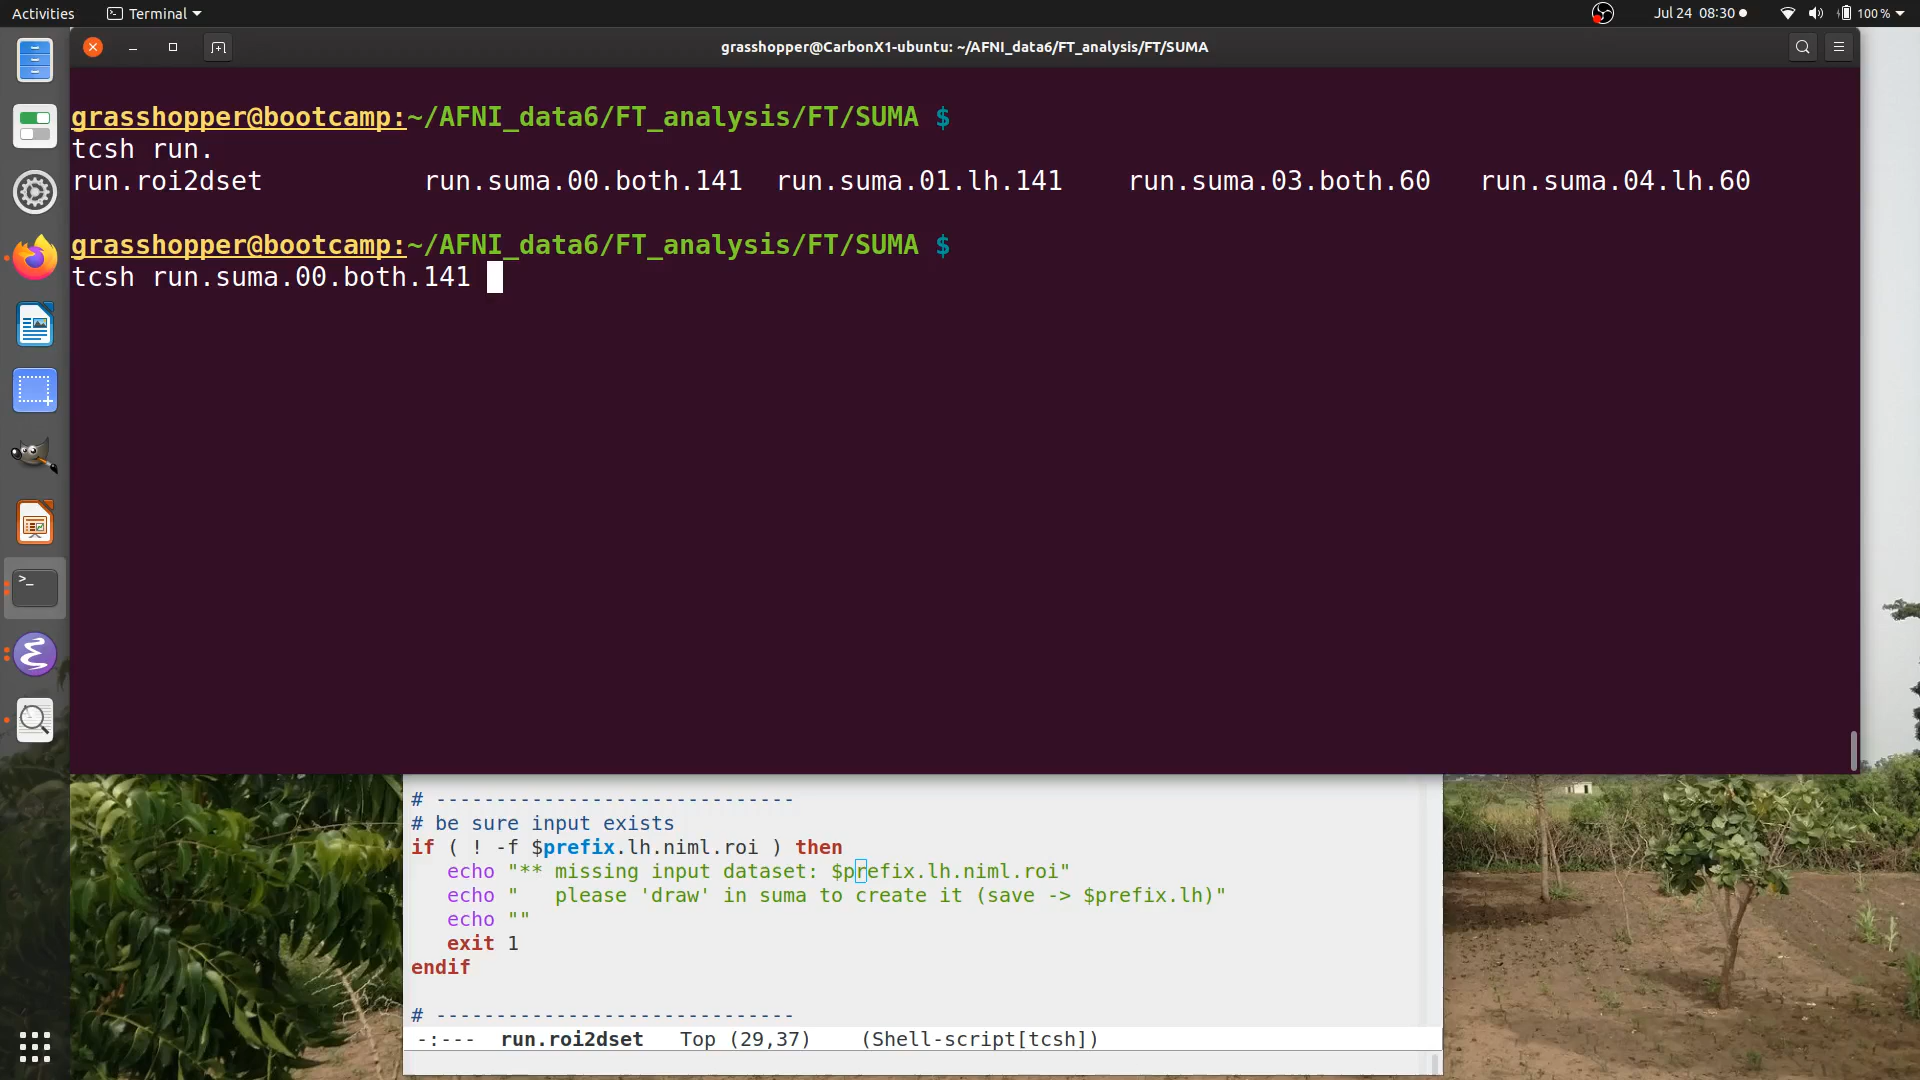 Activities
Terminal
Jul 24 08:30
100 %
grasshopper@CarbonX1-ubuntu: ~/AFNI_data6/FT_analysis/FT/SUMA
grasshopper@bootcamp:~/AFNI_data6/FT_analysis/FT/SUMA $
tcsh run.
run.roi2dset run.suma.00.both.141 run.suma.01.lh.141 run.suma.03.both.60 run.suma.04.lh.60
grasshopper@bootcamp:~/AFNI_data6/FT_analysis/FT/SUMA $
tcsh run.suma.00.both.141
# ------------------------------
# be sure input exists
if ( ! -f $prefix.lh.niml.roi ) then
echo "** missing input dataset: $prefix.lh.niml.roi"
echo "   please 'draw' in suma to create it (save -> $prefix.lh)"
echo ""
exit 1
endif
# ------------------------------
-:--- run.roi2dset Top (29,37) (Shell-script[tcsh])